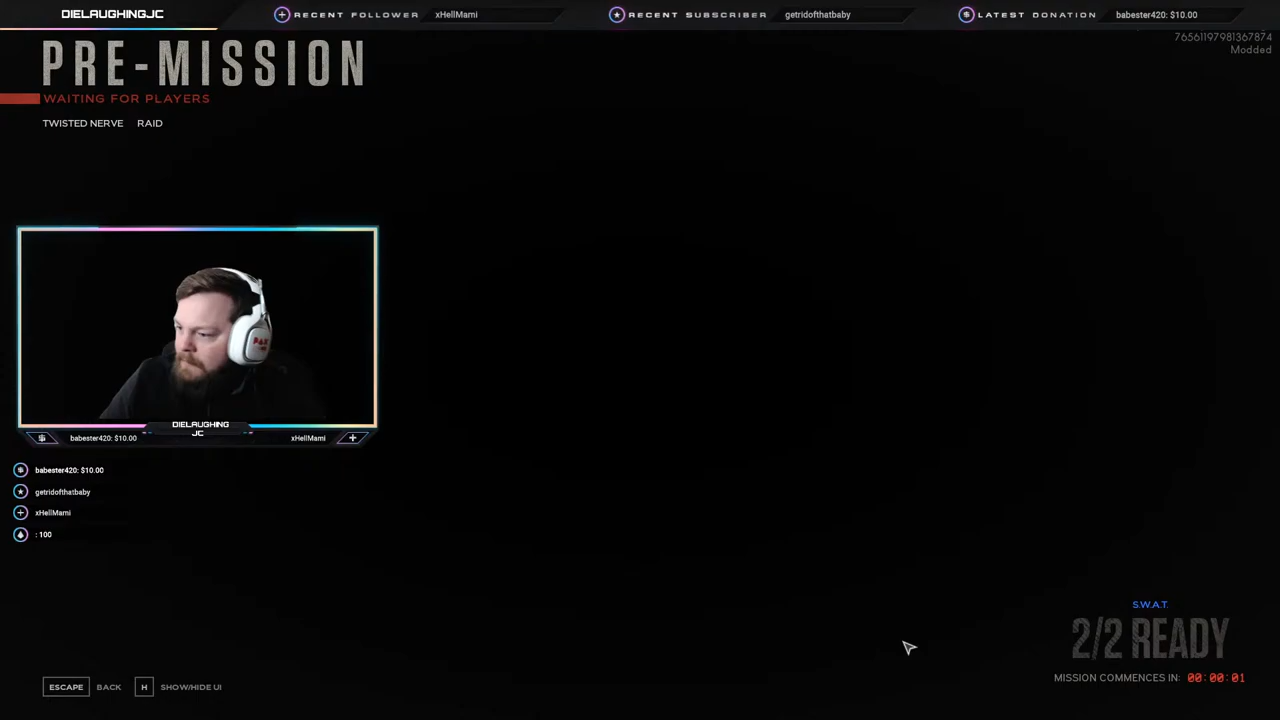 DIELAUGHINGJC
RECENT FOLLOWER xHellMami
RECENT SUBSCRIBER getridofthatbaby
LATEST DONATION babester420: $10.00
76561197981367874
Modded
PRE-MISSION
WAITING FOR PLAYERS
TWISTED NERVE RAID
DIELAUGHING
JC
babester420: $10.00
xHellMami
babester420: $10.00
getridofthatbaby
xHellMami
: 100
S.W.A.T.
2/2 READY
MISSION COMMENCES IN: 00:00:01
ESCAPE BACK H SHOW/HIDE UI